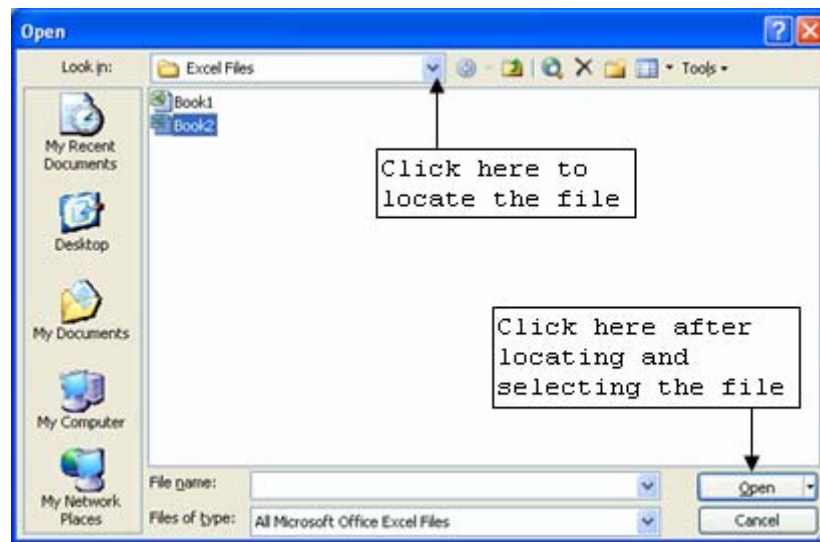 Open
Look in: Excel Files Tools
Book1
Book2
My Recent
Documents
Desktop
My Documents
My Computer
My Network
Places
Click here to
locate the file
Click here after
locating and
selecting the file
File name:
Open
Files of type: All Microsoft Office Excel Files
Cancel